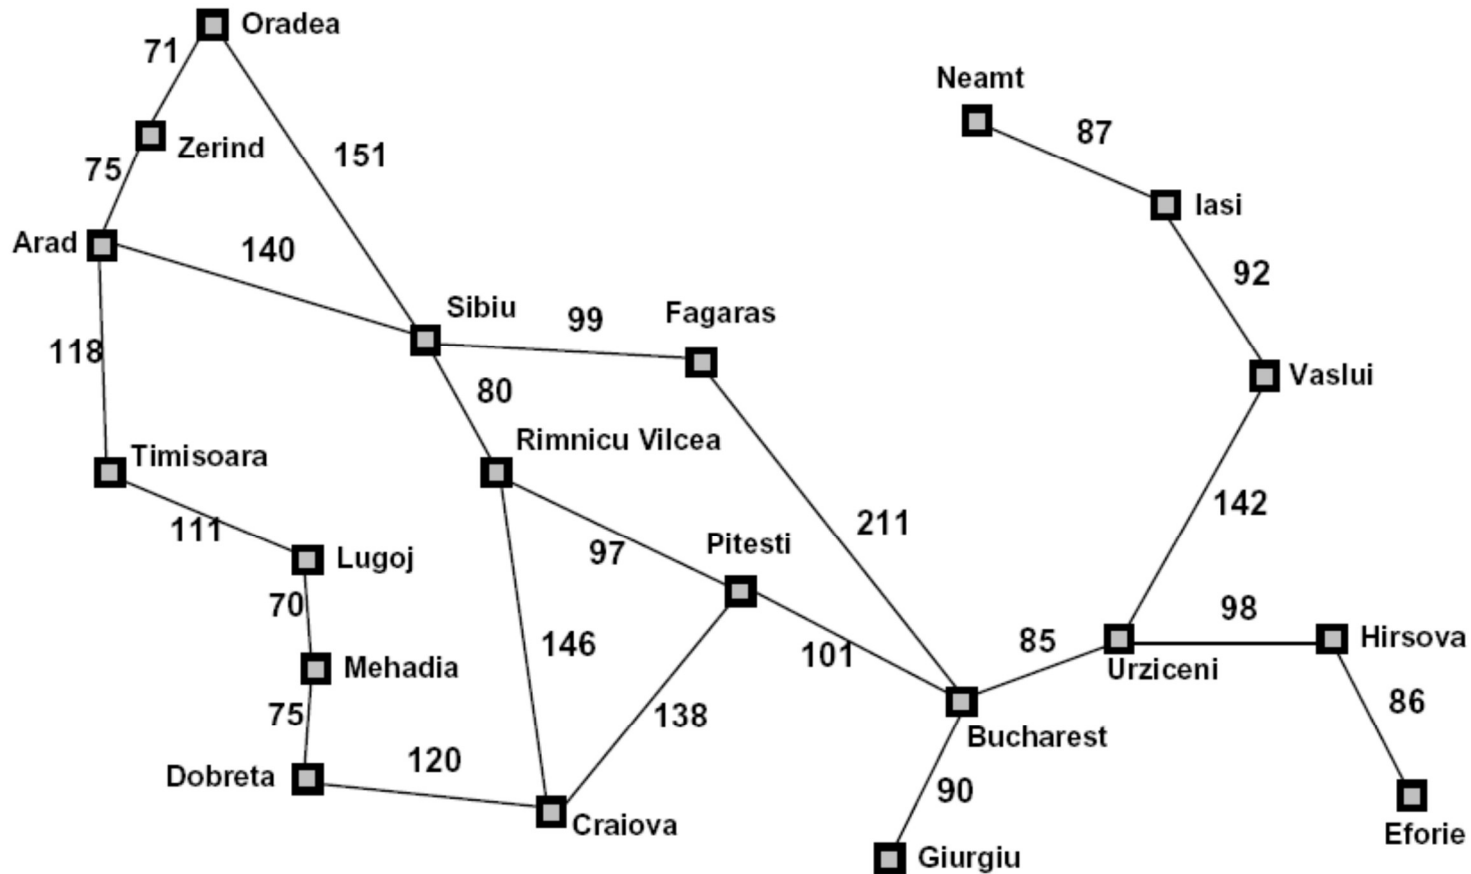 Oradea
71
Neamt
87
Zerind
151
75
Iasi
Arad
140
92
Sibiu
99
Fagaras
118
80
Vaslui
Rimnicu Vilcea
Timisoara
142
111
211
Lugoj
97
Pitesti
70
98
146
101
85
Hirsova
Mehadia
Urziceni
75
138
86
Bucharest
Dobreta
120
90
Craiova
Eforie
Giurgiu